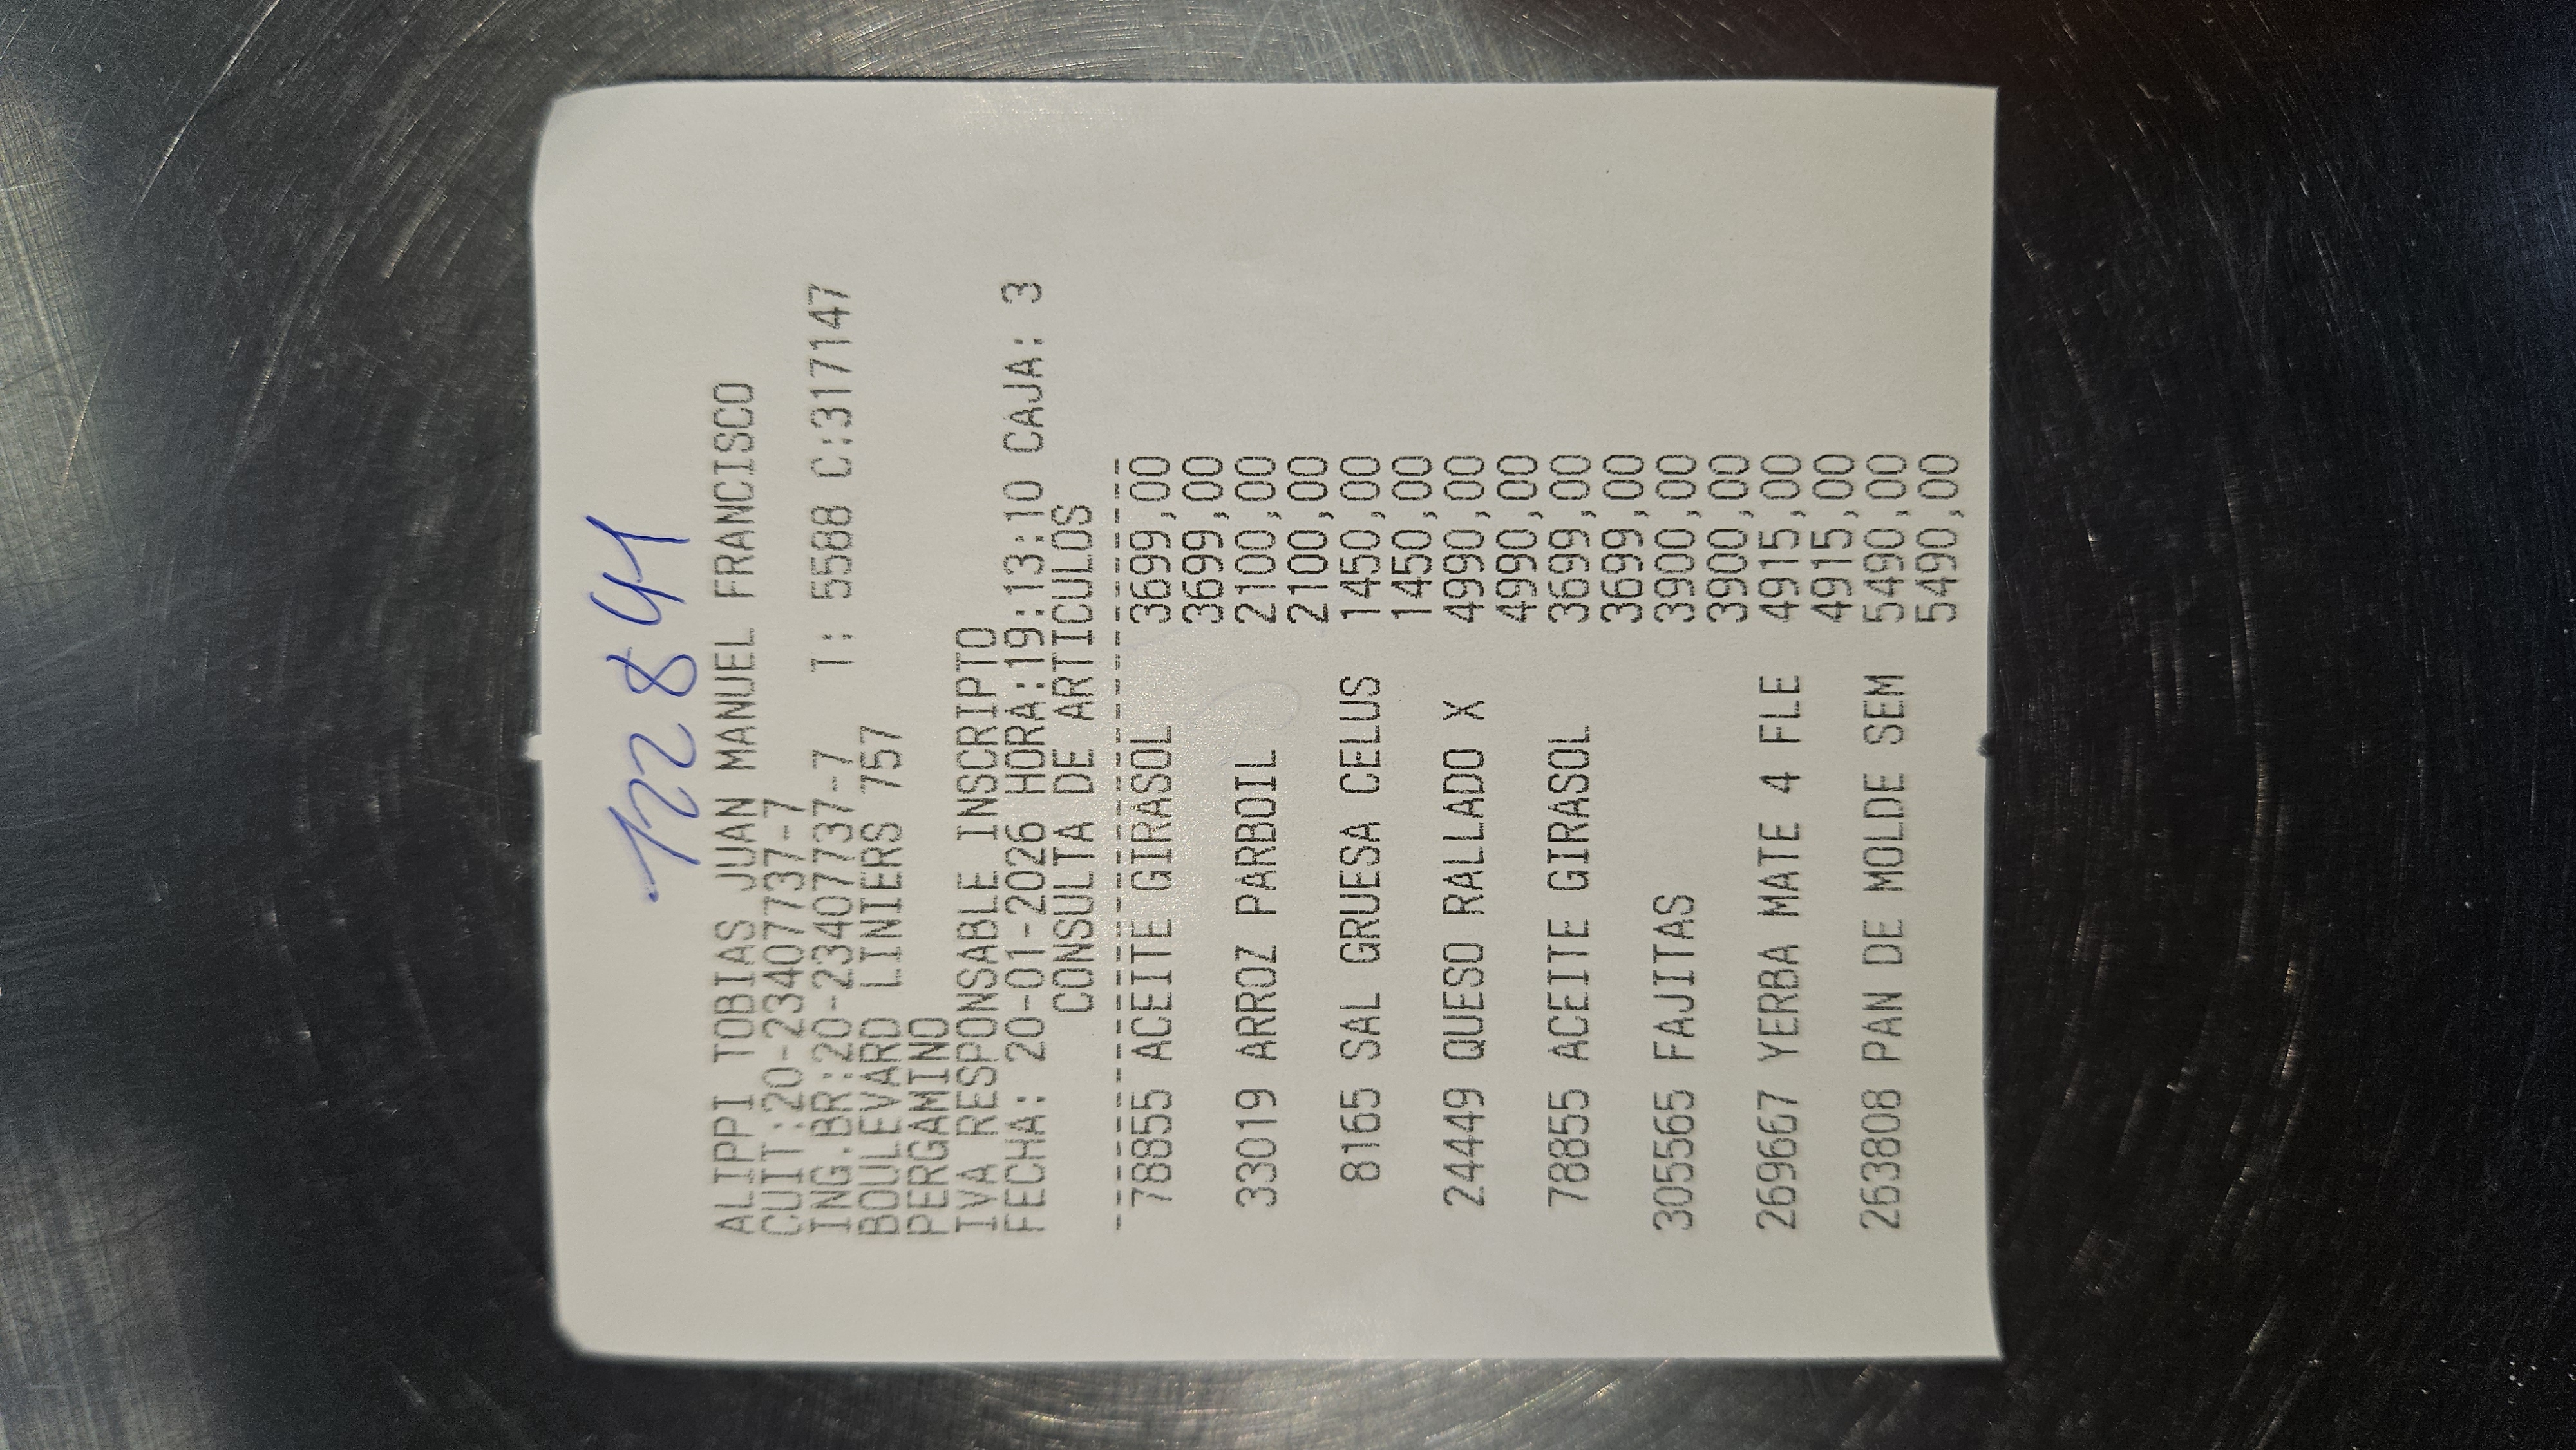 12841
ALIPPI TOBIAS JUAN MANUEL FRANCISCO
CUIT:20-23407737-7
ING.BR:20-23407737-7 T: 5588 C:317147
BOULEVARD LINIERS 757
PERGAMINO
IVA RESPONSABLE INSCRIPTO
FECHA: 20-01-2026 HORA:19:13:10 CAJA: 3
CONSULTA DE ARTICULOS
--------------------------------
78855 ACEITE GIRASOL 3699,00
3699,00
33019 ARROZ PARBOIL 2100,00
2100,00
8165 SAL GRUESA CELUS 1450,00
1450,00
24449 QUESO RALLADO X 4990,00
4990,00
78855 ACEITE GIRASOL 3699,00
3699,00
305565 FAJITAS 3900,00
3900,00
269667 YERBA MATE 4 FLE 4915,00
4915,00
263808 PAN DE MOLDE SEM 5490,00
5490,00